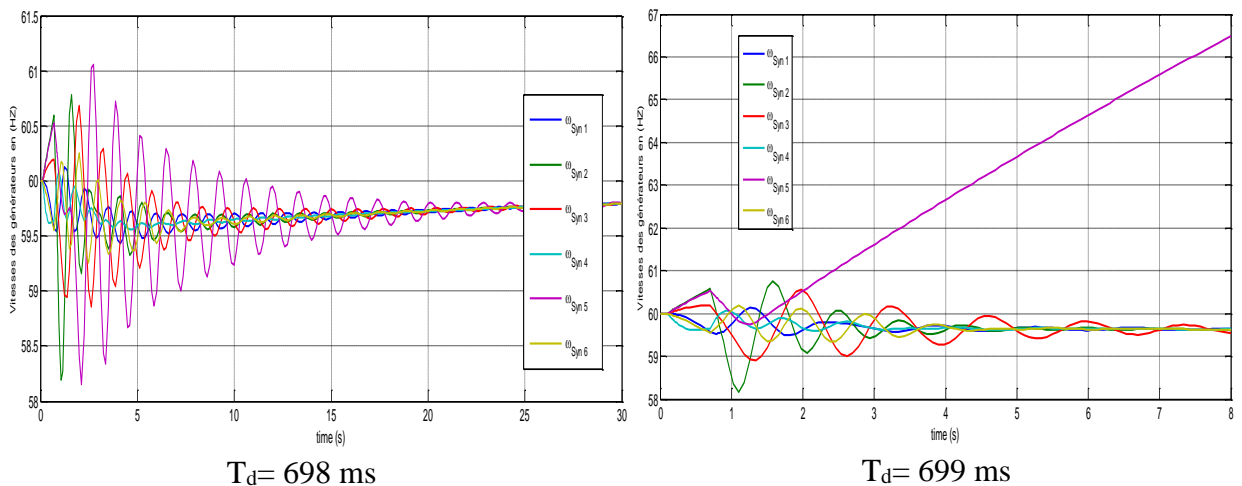 61.5
61
60.5
60
59.5
59
58.5
58
0
5
10
15
20
25
30
Vitesses des générateurs en (HZ)
time (s)
ωSyn 1
ωSyn 2
ωSyn 3
ωSyn 4
ωSyn 5
ωSyn 6
Td= 698 ms
67
66
65
64
63
62
61
60
59
58
0
1
2
3
4
5
6
7
8
Vitesses des générateurs en (HZ)
time (s)
ωSyn 1
ωSyn 2
ωSyn 3
ωSyn 4
ωSyn 5
ωSyn 6
Td= 699 ms